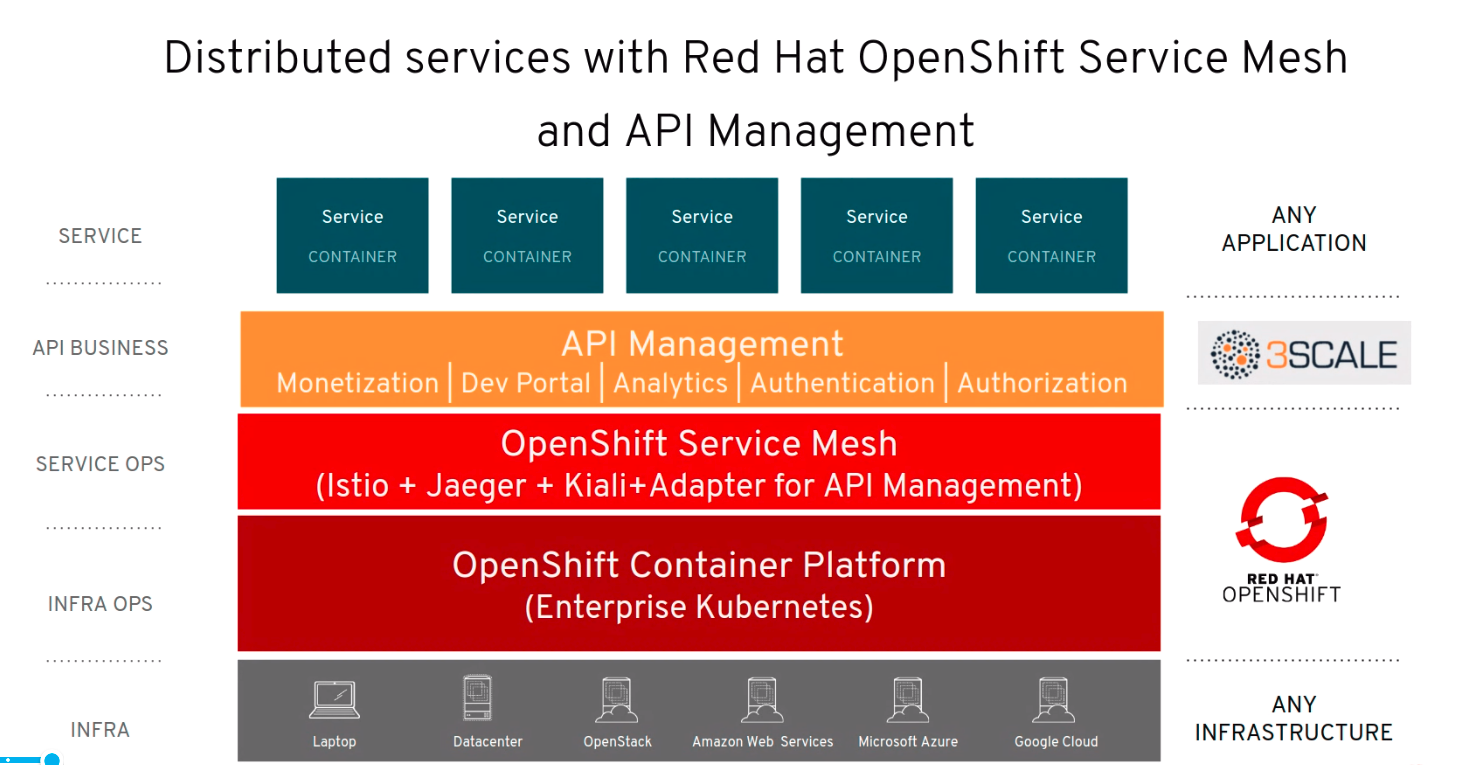 Distributed services with Red Hat OpenShift Service Mesh
and API Management
SERVICE
Service
CONTAINER
Service
CONTAINER
Service
CONTAINER
Service
CONTAINER
Service
CONTAINER
ANY
APPLICATION
API BUSINESS
API Management
Monetization | Dev Portal | Analytics | Authentication | Authorization
3SCALE
SERVICE OPS
OpenShift Service Mesh
(Istio + Jaeger + Kiali+Adapter for API Management)
INFRA OPS
OpenShift Container Platform
(Enterprise Kubernetes)
RED HAT
OPENSHIFT
INFRA
Laptop
Datacenter
OpenStack
Amazon Web Services
Microsoft Azure
Google Cloud
ANY
INFRASTRUCTURE